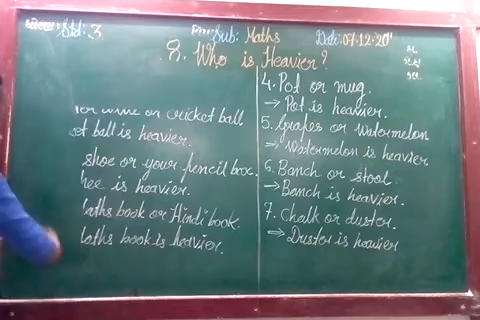 Std: 3
Sub: Maths
Date: 07-12-20
8. Who is Heavier?
or cricket ball
ball is heavier.
shoe or your pencil box.
is heavier.
book or Hindi book.
book is heavier.
4. Pot or mug.
→ Pot is heavier.
5. Grapes or Watermelon
⇒ Watermelon is heavier
6. Bench or stool
→ Bench is heavier.
7. Chalk or duster.
⇒ Duster is heavier